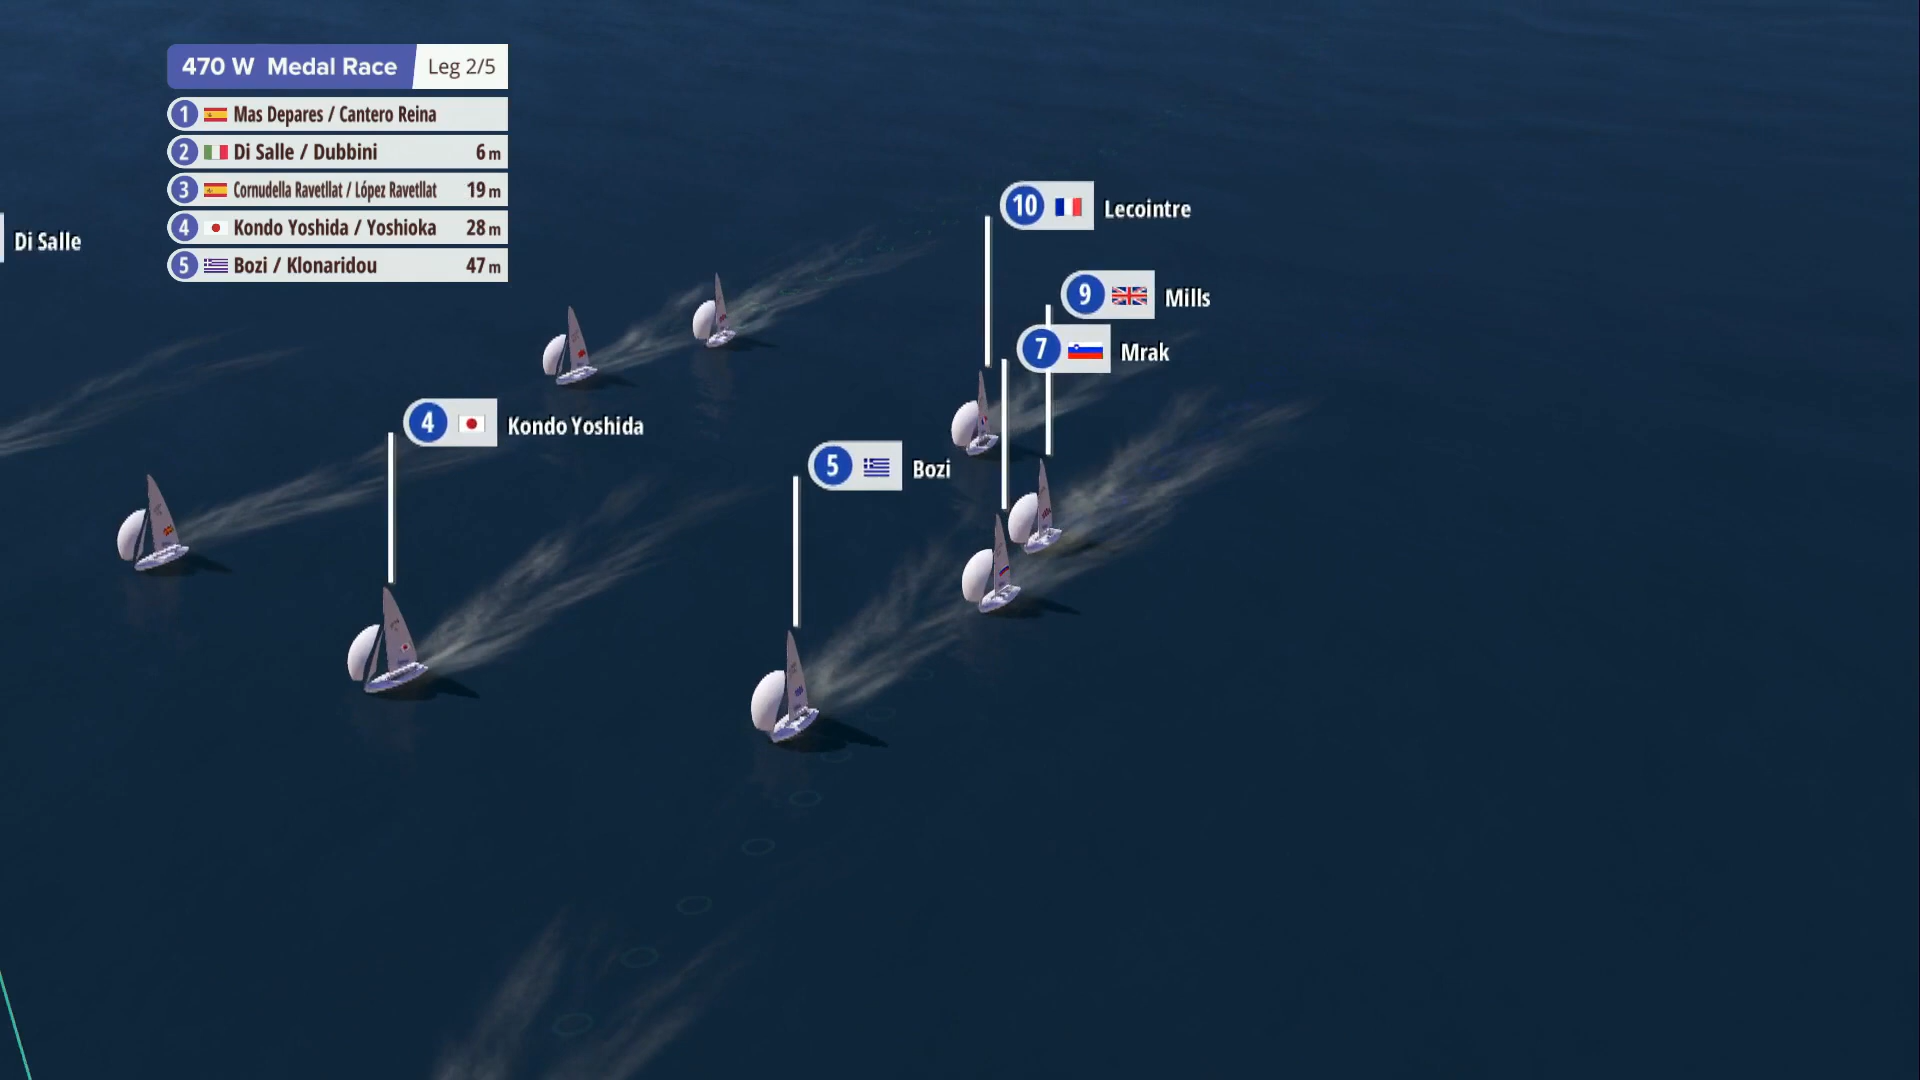 470 W Medal Race Leg 2/5
1 Mas Depares / Cantero Reina
2 Di Salle / Dubbini 6 m
3 Cornudella Ravetllat / López Ravetllat 19 m
4 Kondo Yoshida / Yoshioka 28 m
5 Bozi / Klonaridou 47 m
Di Salle
10 Lecointre
9 Mills
7 Mrak
4 Kondo Yoshida
5 Bozi